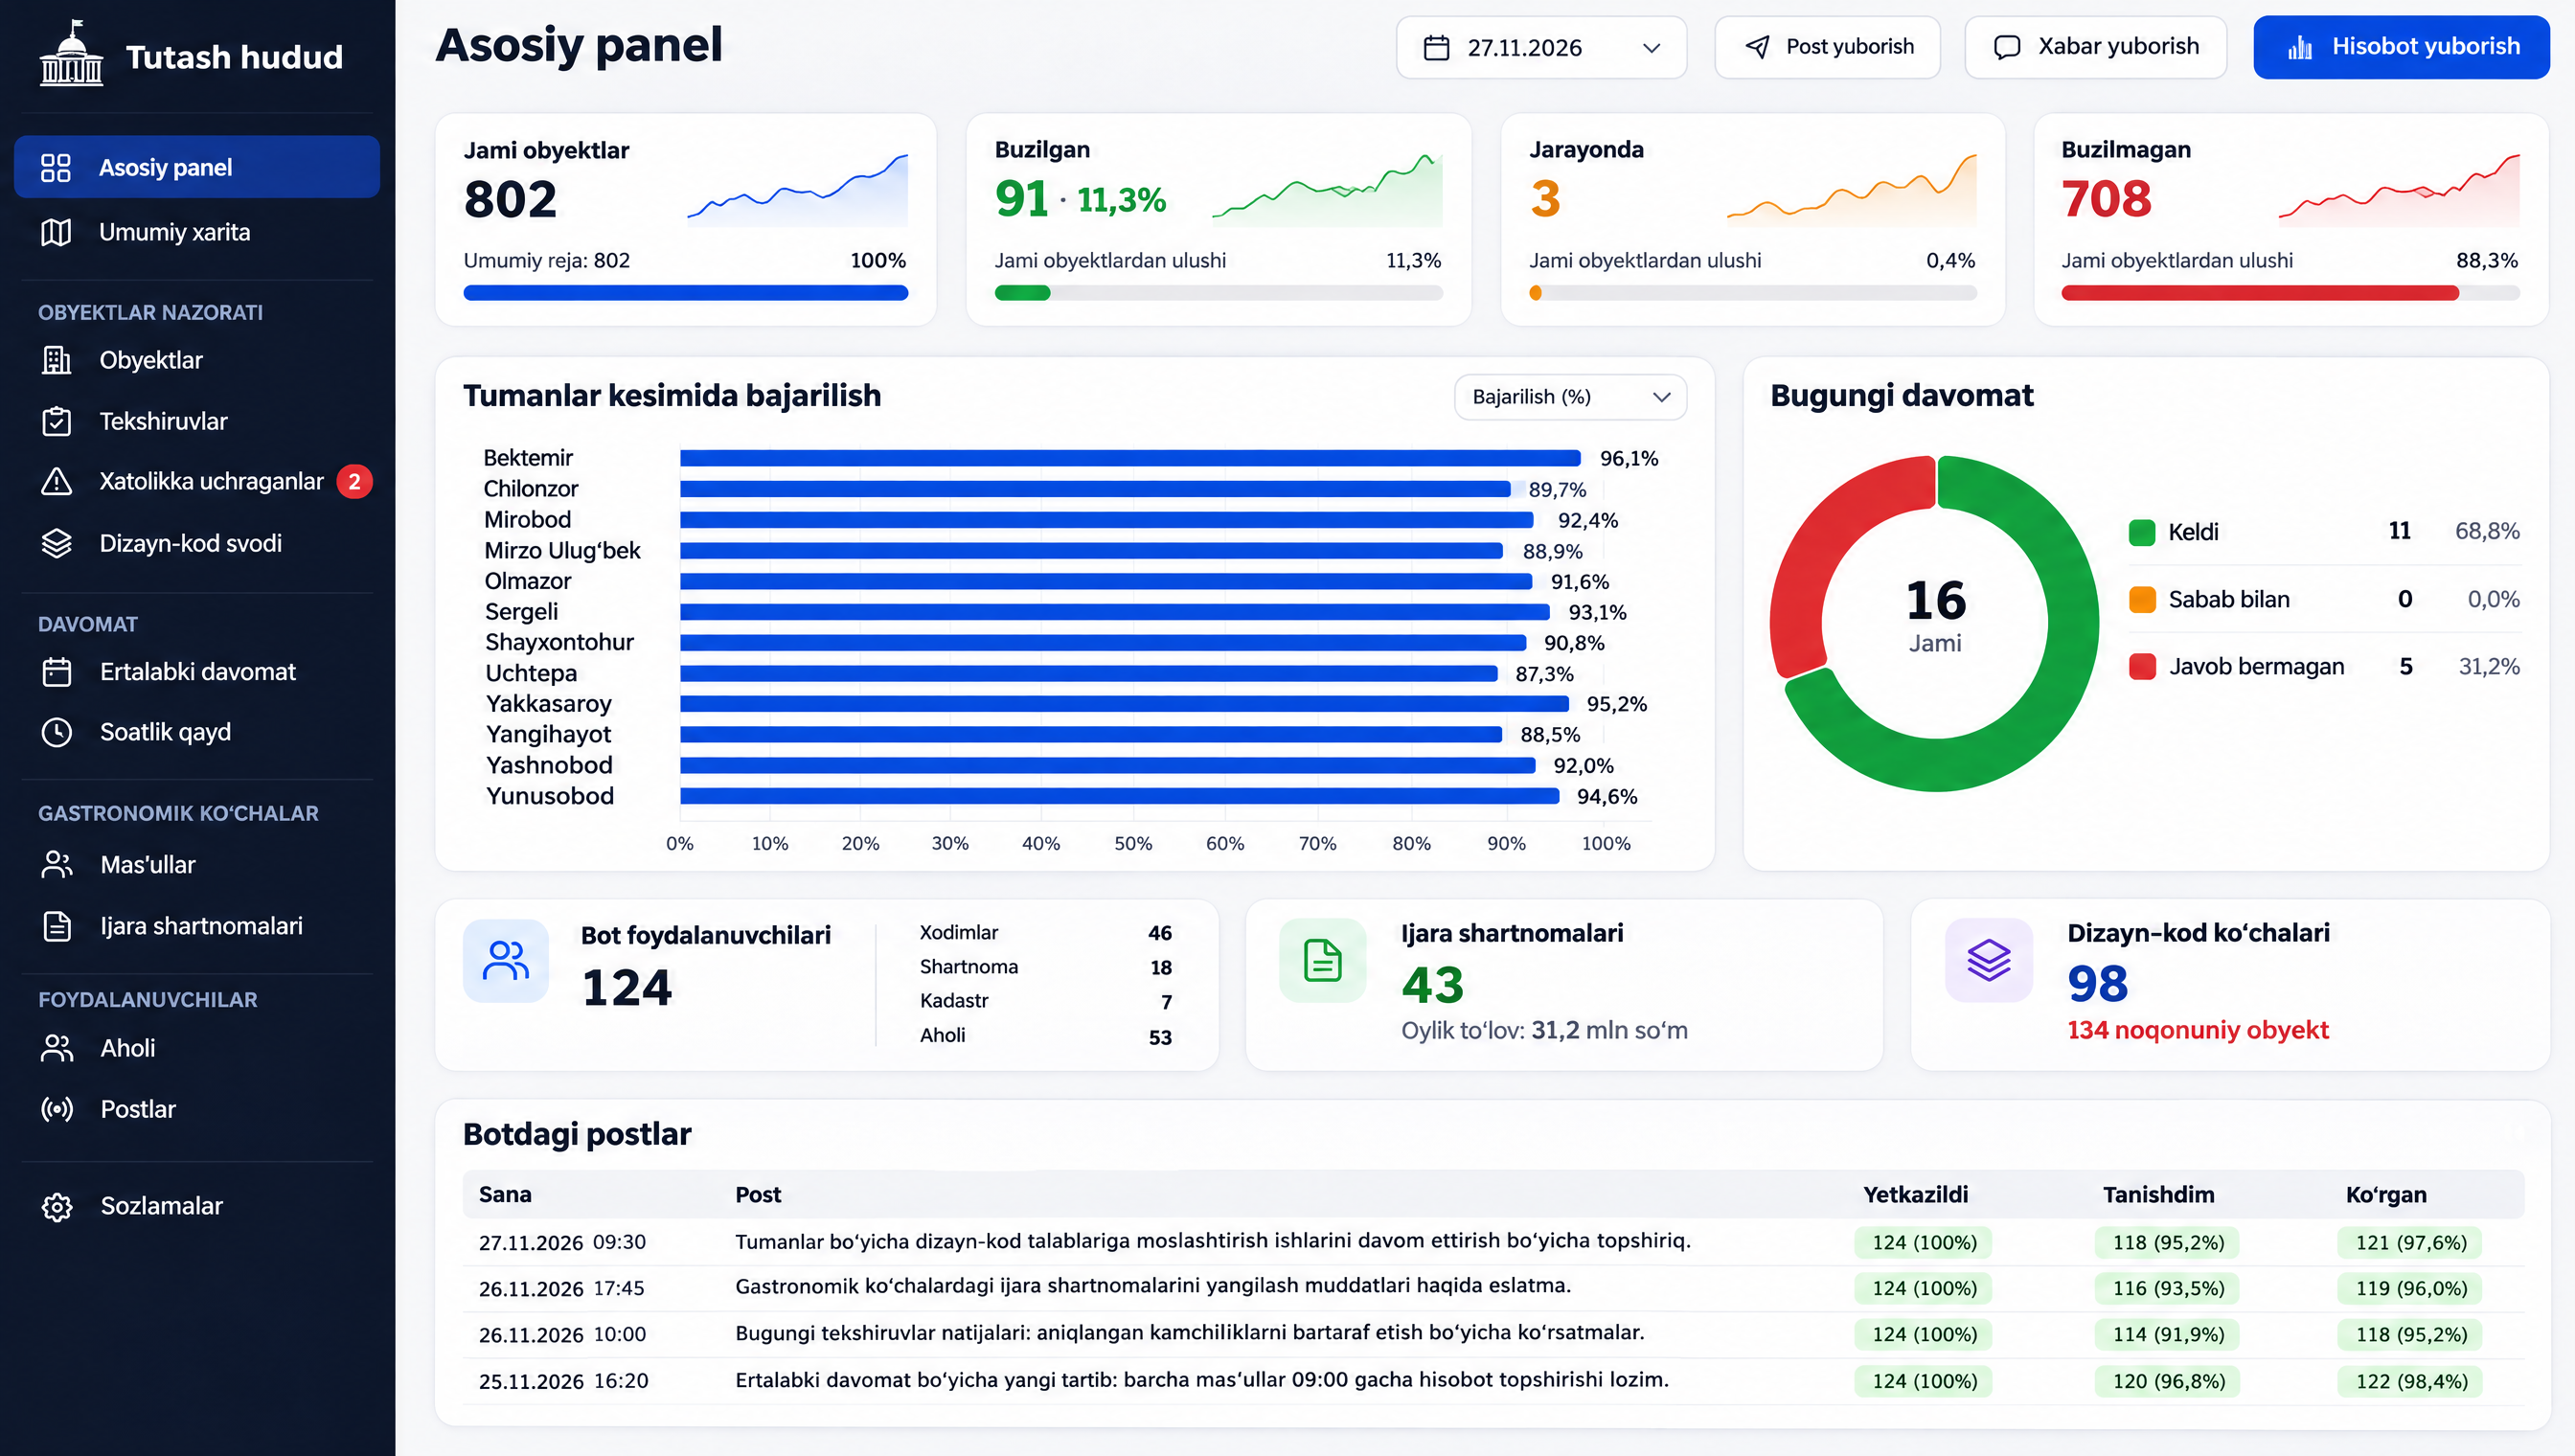 Tutash hudud
Asosiy panel
Umumiy xarita
OBYEKTLAR NAZORATI
Obyektlar
Tekshiruvlar
Xatolikka uchraganlar 2
Dizayn-kod svodi
DAVOMAT
Ertalabki davomat
Soatlik qayd
GASTRONOMIK KO‘CHALAR
Mas'ullar
Ijara shartnomalari
FOYDALANUVCHILAR
Aholi
Postlar
Sozlamalar
Asosiy panel
27.11.2026
Post yuborish
Xabar yuborish
Hisobot yuborish
Jami obyektlar
802
Umumiy reja: 802 100%
Buzilgan
91 · 11,3%
Jami obyektlardan ulushi 11,3%
Jarayonda
3
Jami obyektlardan ulushi 0,4%
Buzilmagan
708
Jami obyektlardan ulushi 88,3%
Tumanlar kesimida bajarilish
Bajarilish (%)
Bektemir 96,1%
Chilonzor 89,7%
Mirobod 92,4%
Mirzo Ulug‘bek 88,9%
Olmazor 91,6%
Sergeli 93,1%
Shayxontohur 90,8%
Uchtepa 87,3%
Yakkasaroy 95,2%
Yangihayot 88,5%
Yashnobod 92,0%
Yunusobod 94,6%
0% 10% 20% 30% 40% 50% 60% 70% 80% 90% 100%
Bugungi davomat
16
Jami
Keldi 11 68,8%
Sabab bilan 0 0,0%
Javob bermagan 5 31,2%
Bot foydalanuvchilari
124
Xodimlar 46
Shartnoma 18
Kadastr 7
Aholi 53
Ijara shartnomalari
43
Oylik to‘lov: 31,2 mln so‘m
Dizayn-kod ko‘chalari
98
134 noqonuniy obyekt
Botdagi postlar
Sana Post Yetkazildi Tanishdim Ko‘rgan
27.11.2026 09:30 Tumanlar bo‘yicha dizayn-kod talablariga moslashtirish ishlarini davom ettirish bo‘yicha topshiriq. 124 (100%) 118 (95,2%) 121 (97,6%)
26.11.2026 17:45 Gastronomik ko‘chalardagi ijara shartnomalarini yangilash muddatlari haqida eslatma. 124 (100%) 116 (93,5%) 119 (96,0%)
26.11.2026 10:00 Bugungi tekshiruvlar natijalari: aniqlangan kamchiliklarni bartaraf etish bo‘yicha ko‘rsatmalar. 124 (100%) 114 (91,9%) 118 (95,2%)
25.11.2026 16:20 Ertalabki davomat bo‘yicha yangi tartib: barcha mas‘ullar 09:00 gacha hisobot topshirishi lozim. 124 (100%) 120 (96,8%) 122 (98,4%)